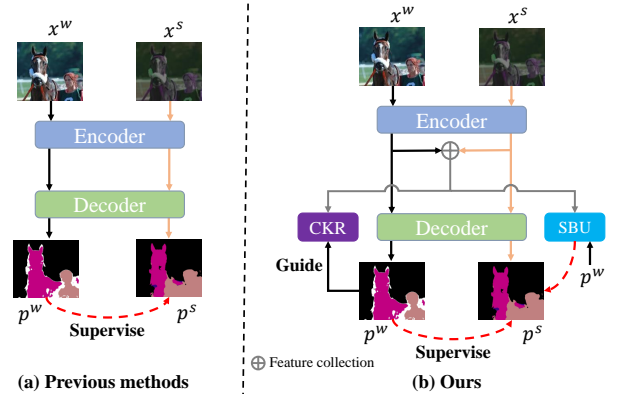 x^w x^s
Encoder
Decoder
p^w p^s
Supervise
(a) Previous methods
x^w x^s
Encoder
CKR Decoder SBU
Guide
p^w
p^w p^s
Supervise
⊕ Feature collection
(b) Ours